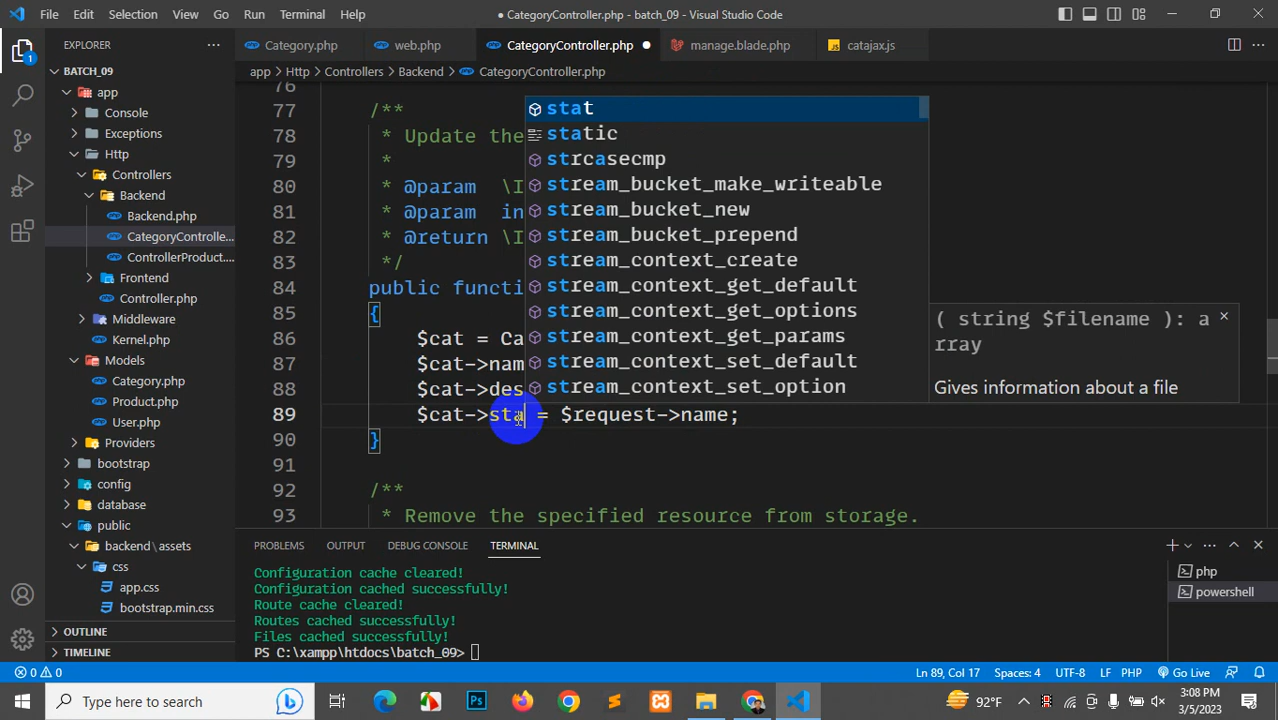 File Edit Selection View Go Run Terminal Help
● CategoryController.php - batch_09 - Visual Studio Code
EXPLORER
Category.php
web.php
CategoryController.php
manage.blade.php
catajax.js
app > Http > Controllers > Backend > CategoryController.php
BATCH_09
app
Console
Exceptions
Http
Controllers
Backend
Backend.php
CategoryControlle...
ControllerProduct....
Frontend
Controller.php
Middleware
Kernel.php
Models
Category.php
Product.php
User.php
Providers
bootstrap
config
database
public
backend\assets
css
app.css
bootstrap.min.css
OUTLINE
TIMELINE
76
77 /**
78 * Update the
79 *
80 * @param \I
81 * @param in
82 * @return \I
83 */
84 public functi
85 {
86 $cat = Ca
87 $cat->nam
88 $cat->des
89 $cat->sta = $request->name;
90 }
91
92 /**
93 * Remove the specified resource from storage.
stat
static
strcasecmp
stream_bucket_make_writeable
stream_bucket_new
stream_bucket_prepend
stream_context_create
stream_context_get_default
stream_context_get_options
stream_context_get_params
stream_context_set_default
stream_context_set_option
( string $filename ): a
rray
Gives information about a file
PROBLEMS OUTPUT DEBUG CONSOLE TERMINAL
Configuration cache cleared!
Configuration cached successfully!
Route cache cleared!
Routes cached successfully!
Files cached successfully!
PS C:\xampp\htdocs\batch_09>
php
powershell
1
0 0 Ln 89, Col 17 Spaces: 4 UTF-8 LF PHP Go Live
Type here to search
Ps
92°F
3:08 PM
3/5/2023